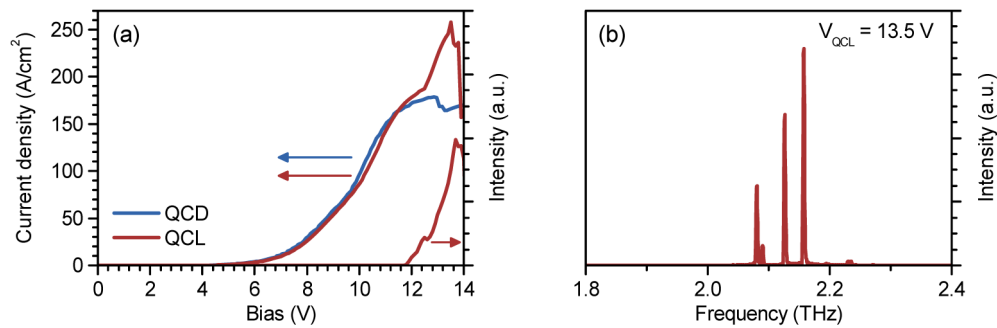 (a)
250
200
150
100
50
0
Current density (A/cm²)
QCD
QCL
0 2 4 6 8 10 12 14
Bias (V)
Intensity (a.u.)
(b)
V_QCL = 13.5 V
1.8 2.0 2.2 2.4
Frequency (THz)
Intensity (a.u.)